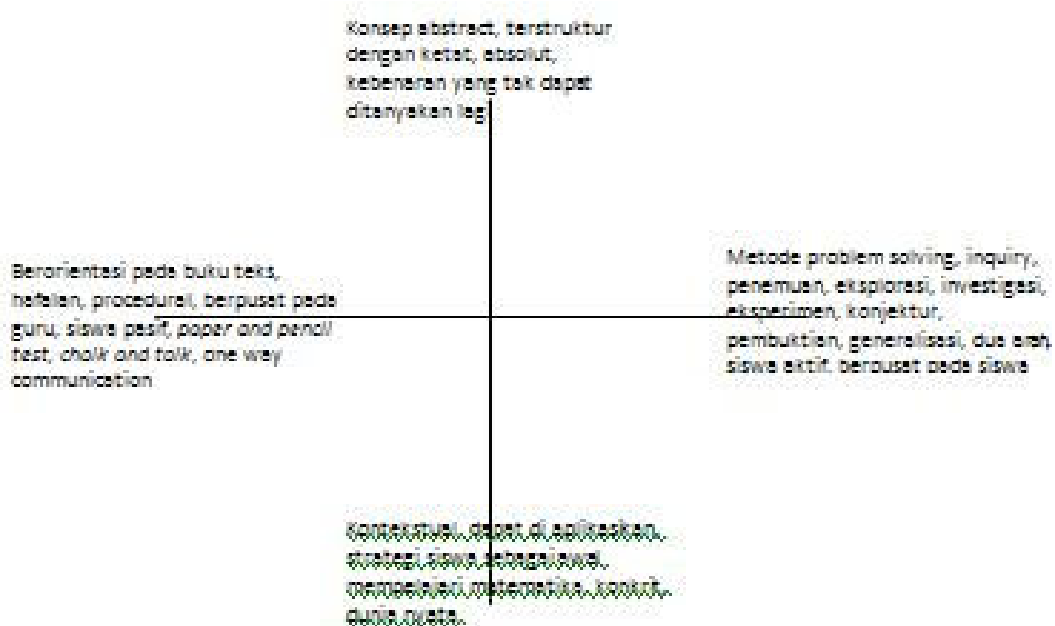 Konsep abstract, terstruktur
dengan ketat, absolut,
kebenaran yang tak dapat
ditanyakan lagi
Berorientasi pada buku teks,
hafalan, procedural, berpusat pada
guru, siswa pasif, paper and pencil
test, chalk and talk, one way
communication
Metode problem solving, inquiry,
penemuan, eksplorasi, investigasi,
eksperimen, konjektur,
pembuktian, generalisasi, dua arah,
siswa aktif, berpusat pada siswa
Kontekstual, dapat di aplikasikan,
strategi siswa sebagai awal
mempelajari matematika, konkrit,
dunia nyata,